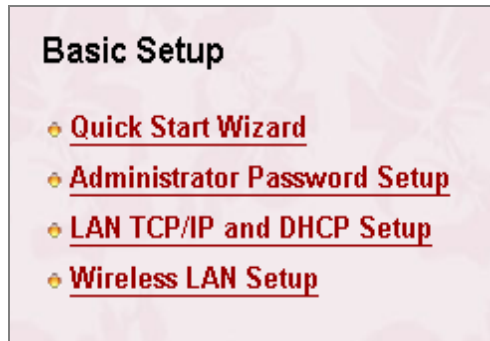 Basic Setup
Quick Start Wizard
Administrator Password Setup
LAN TCP/IP and DHCP Setup
Wireless LAN Setup